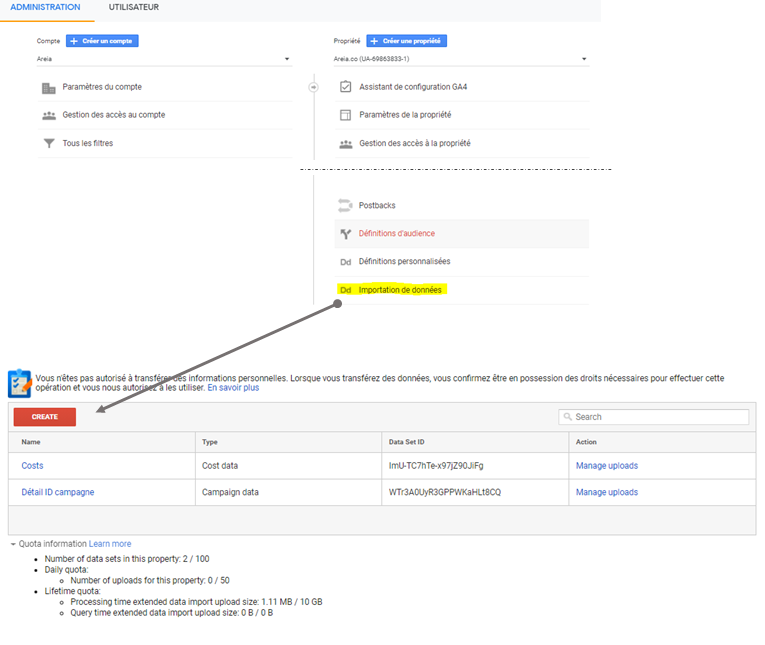 ADMINISTRATION UTILISATEUR
Compte + Créer un compte
Areia
Paramètres du compte
Gestion des accès au compte
Tous les filtres
Propriété + Créer une propriété
Areia.co (UA-69863833-1)
Assistant de configuration GA4
Paramètres de la propriété
Gestion des accès à la propriété
Postbacks
Définitions d'audience
Dd Définitions personnalisées
Dd Importation de données
Vous n'êtes pas autorisé à transférer des informations personnelles. Lorsque vous transférez des données, vous confirmez être en possession des droits nécessaires pour effectuer cette
opération et vous nous autorisez à les utiliser. En savoir plus
CREATE Search
Name Type Data Set ID Action
Costs Cost data ImU-TC7hTe-x97jZ90JiFg Manage uploads
Détail ID campagne Campaign data WTr3A0UyR3GPPWKaHLt8CQ Manage uploads
Quota information Learn more
Number of data sets in this property: 2 / 100
Daily quota:
Number of uploads for this property: 0 / 50
Lifetime quota:
Processing time extended data import upload size: 1.11 MB / 10 GB
Query time extended data import upload size: 0 B / 0 B